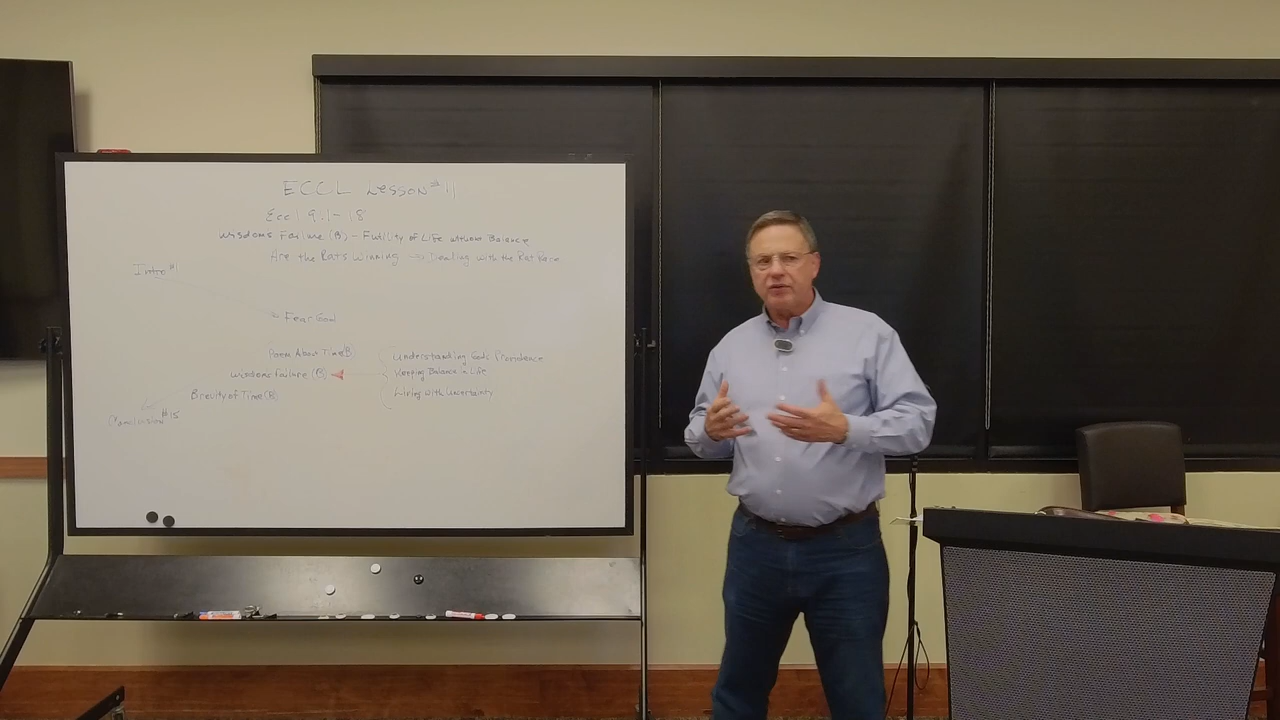 ECCL Lesson #11
Eccl 9:1-18
Wisdoms Failure (B) - Futility of Life without Balance
Are the Rat's Winning → Dealing with the Rat Race
Intro #1
Fear God
Poem About Time (B)
Understanding Gods Providence
Wisdoms Failure (B)
Keeping Balance in Life
Brevity of Time (B)
Living with Uncertainty
Conclusion #15